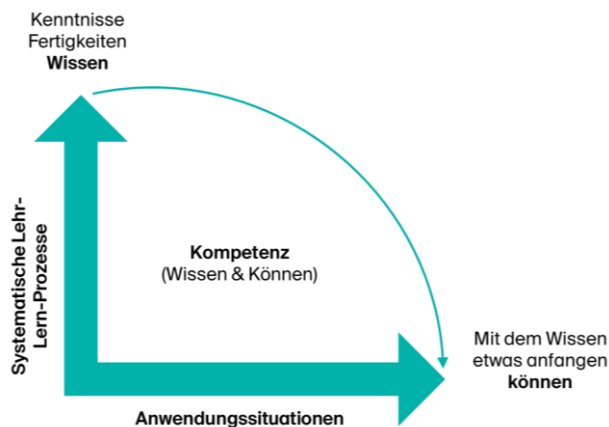 Kenntnisse
Fertigkeiten
Wissen
Systematische Lehr-
Lern-Prozesse
Kompetenz
(Wissen & Können)
Mit dem Wissen
etwas anfangen
können
Anwendungssituationen